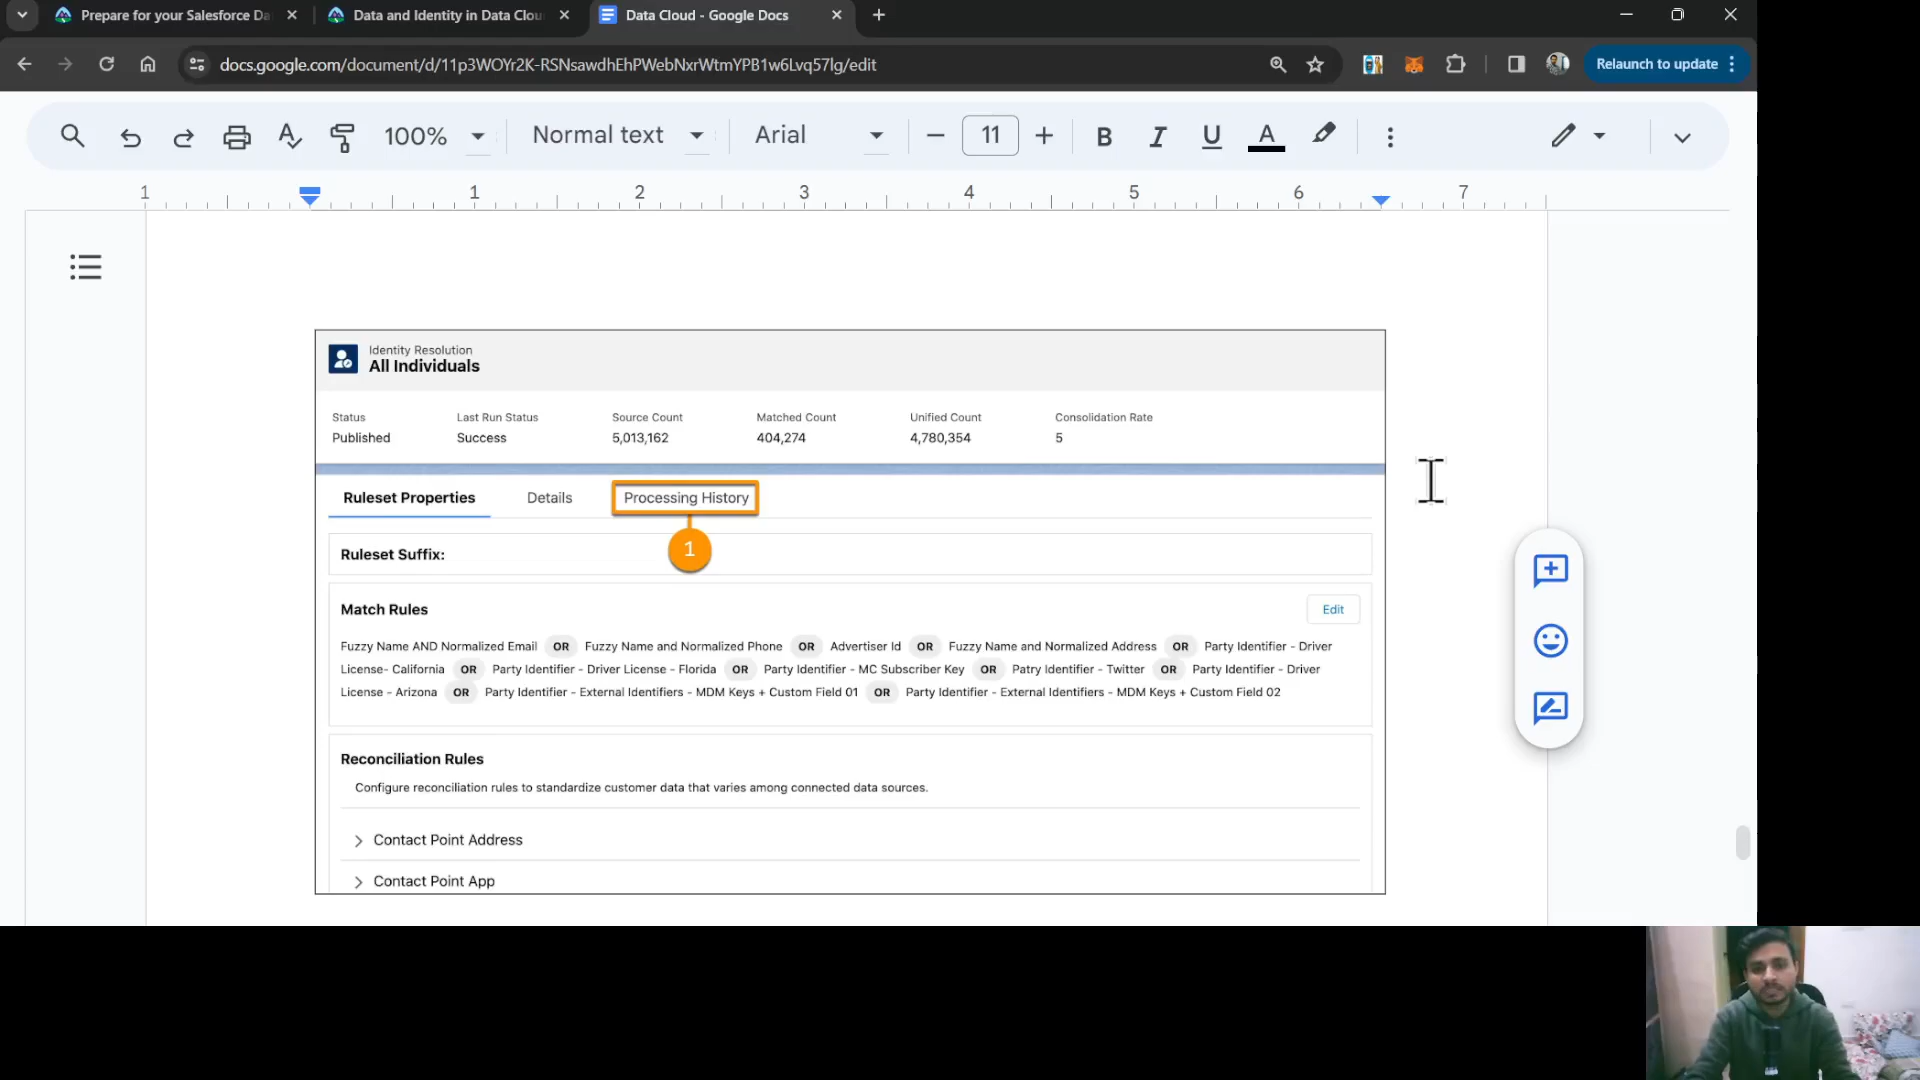 Prepare for your Salesforce Da
Data and Identity in Data Clou
Data Cloud - Google Docs
docs.google.com/document/d/11p3WOYr2K-RSNsawdhEhPWebNxrWtmYPB1w6Lvq57lg/edit
Relaunch to update
100%
Normal text
Arial
11
B I U A
1 1 2 3 4 5 6 7
Identity Resolution
All Individuals
Status Last Run Status Source Count Matched Count Unified Count Consolidation Rate
Published Success 5,013,162 404,274 4,780,354 5
Ruleset Properties Details Processing History
1
Ruleset Suffix:
Match Rules
Edit
Fuzzy Name AND Normalized Email OR Fuzzy Name and Normalized Phone OR Advertiser Id OR Fuzzy Name and Normalized Address OR Party Identifier - Driver
License- California OR Party Identifier - Driver License - Florida OR Party Identifier - MC Subscriber Key OR Patry Identifier - Twitter OR Party Identifier - Driver
License - Arizona OR Party Identifier - External Identifiers - MDM Keys + Custom Field 01 OR Party Identifier - External Identifiers - MDM Keys + Custom Field 02
Reconciliation Rules
Configure reconciliation rules to standardize customer data that varies among connected data sources.
Contact Point Address
Contact Point App